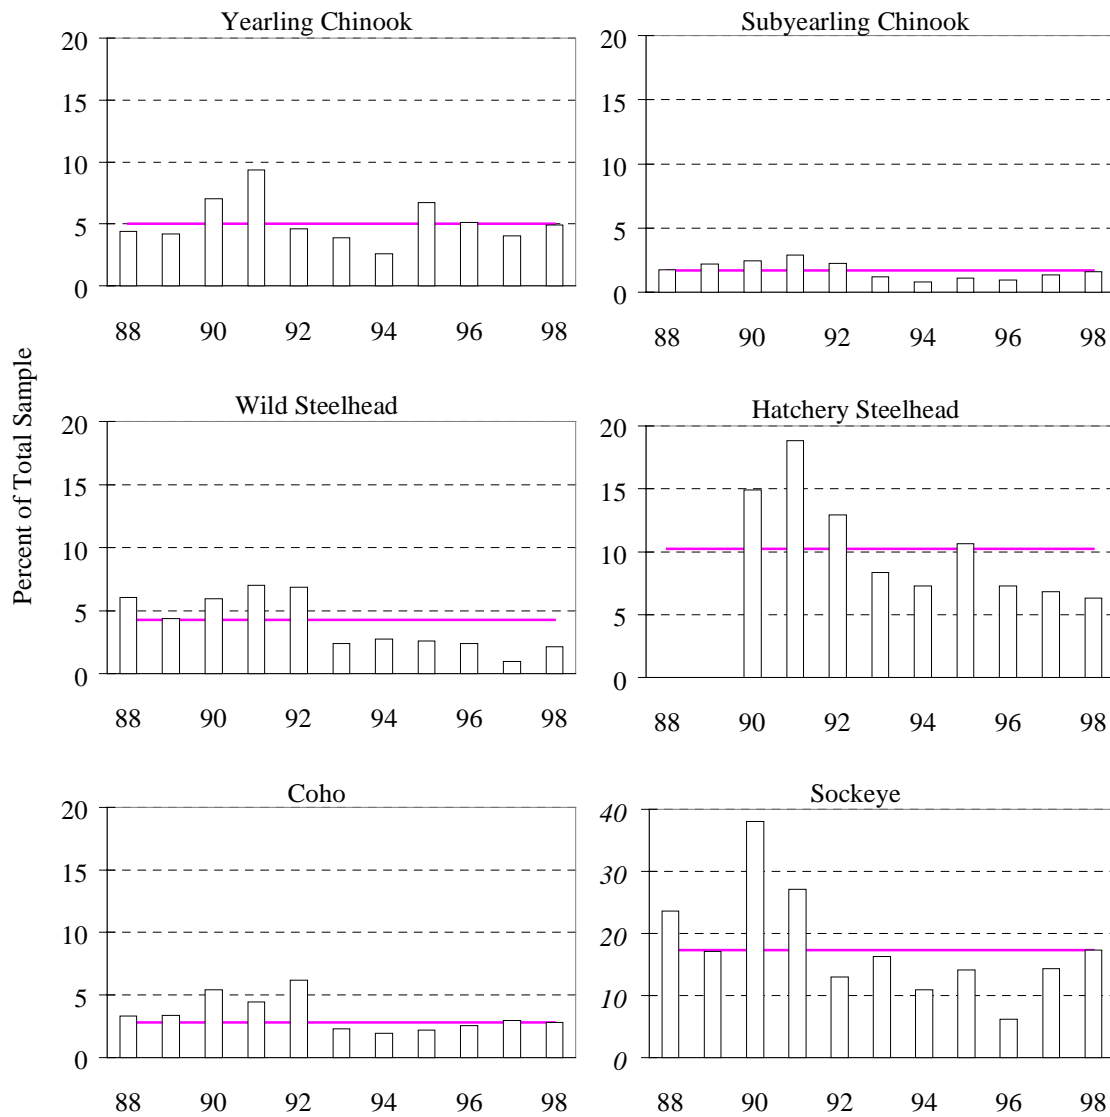 Percent of Total Sample
Yearling Chinook
20
15
10
5
0
88 90 92 94 96 98
Subyearling Chinook
20
15
10
5
0
88 90 92 94 96 98
Wild Steelhead
20
15
10
5
0
88 90 92 94 96 98
Hatchery Steelhead
20
15
10
5
0
88 90 92 94 96 98
Coho
20
15
10
5
0
88 90 92 94 96 98
Sockeye
40
30
20
10
0
88 90 92 94 96 98